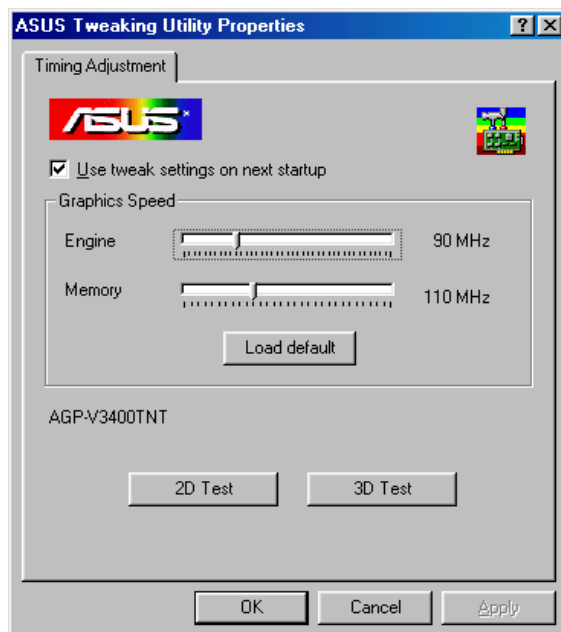 ASUS Tweaking Utility Properties
Timing Adjustment
ASUS
Use tweak settings on next startup
Graphics Speed
Engine 90 MHz
Memory 110 MHz
Load default
AGP-V3400TNT
2D Test 3D Test
OK Cancel Apply